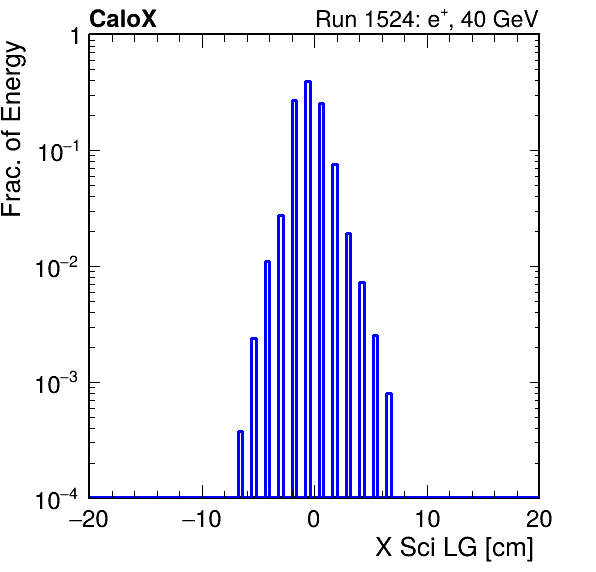 CaloX Run 1524: e⁺, 40 GeV
Frac. of Energy
1
10⁻¹
10⁻²
10⁻³
10⁻⁴
−20 −10 0 10 20
X Sci LG [cm]